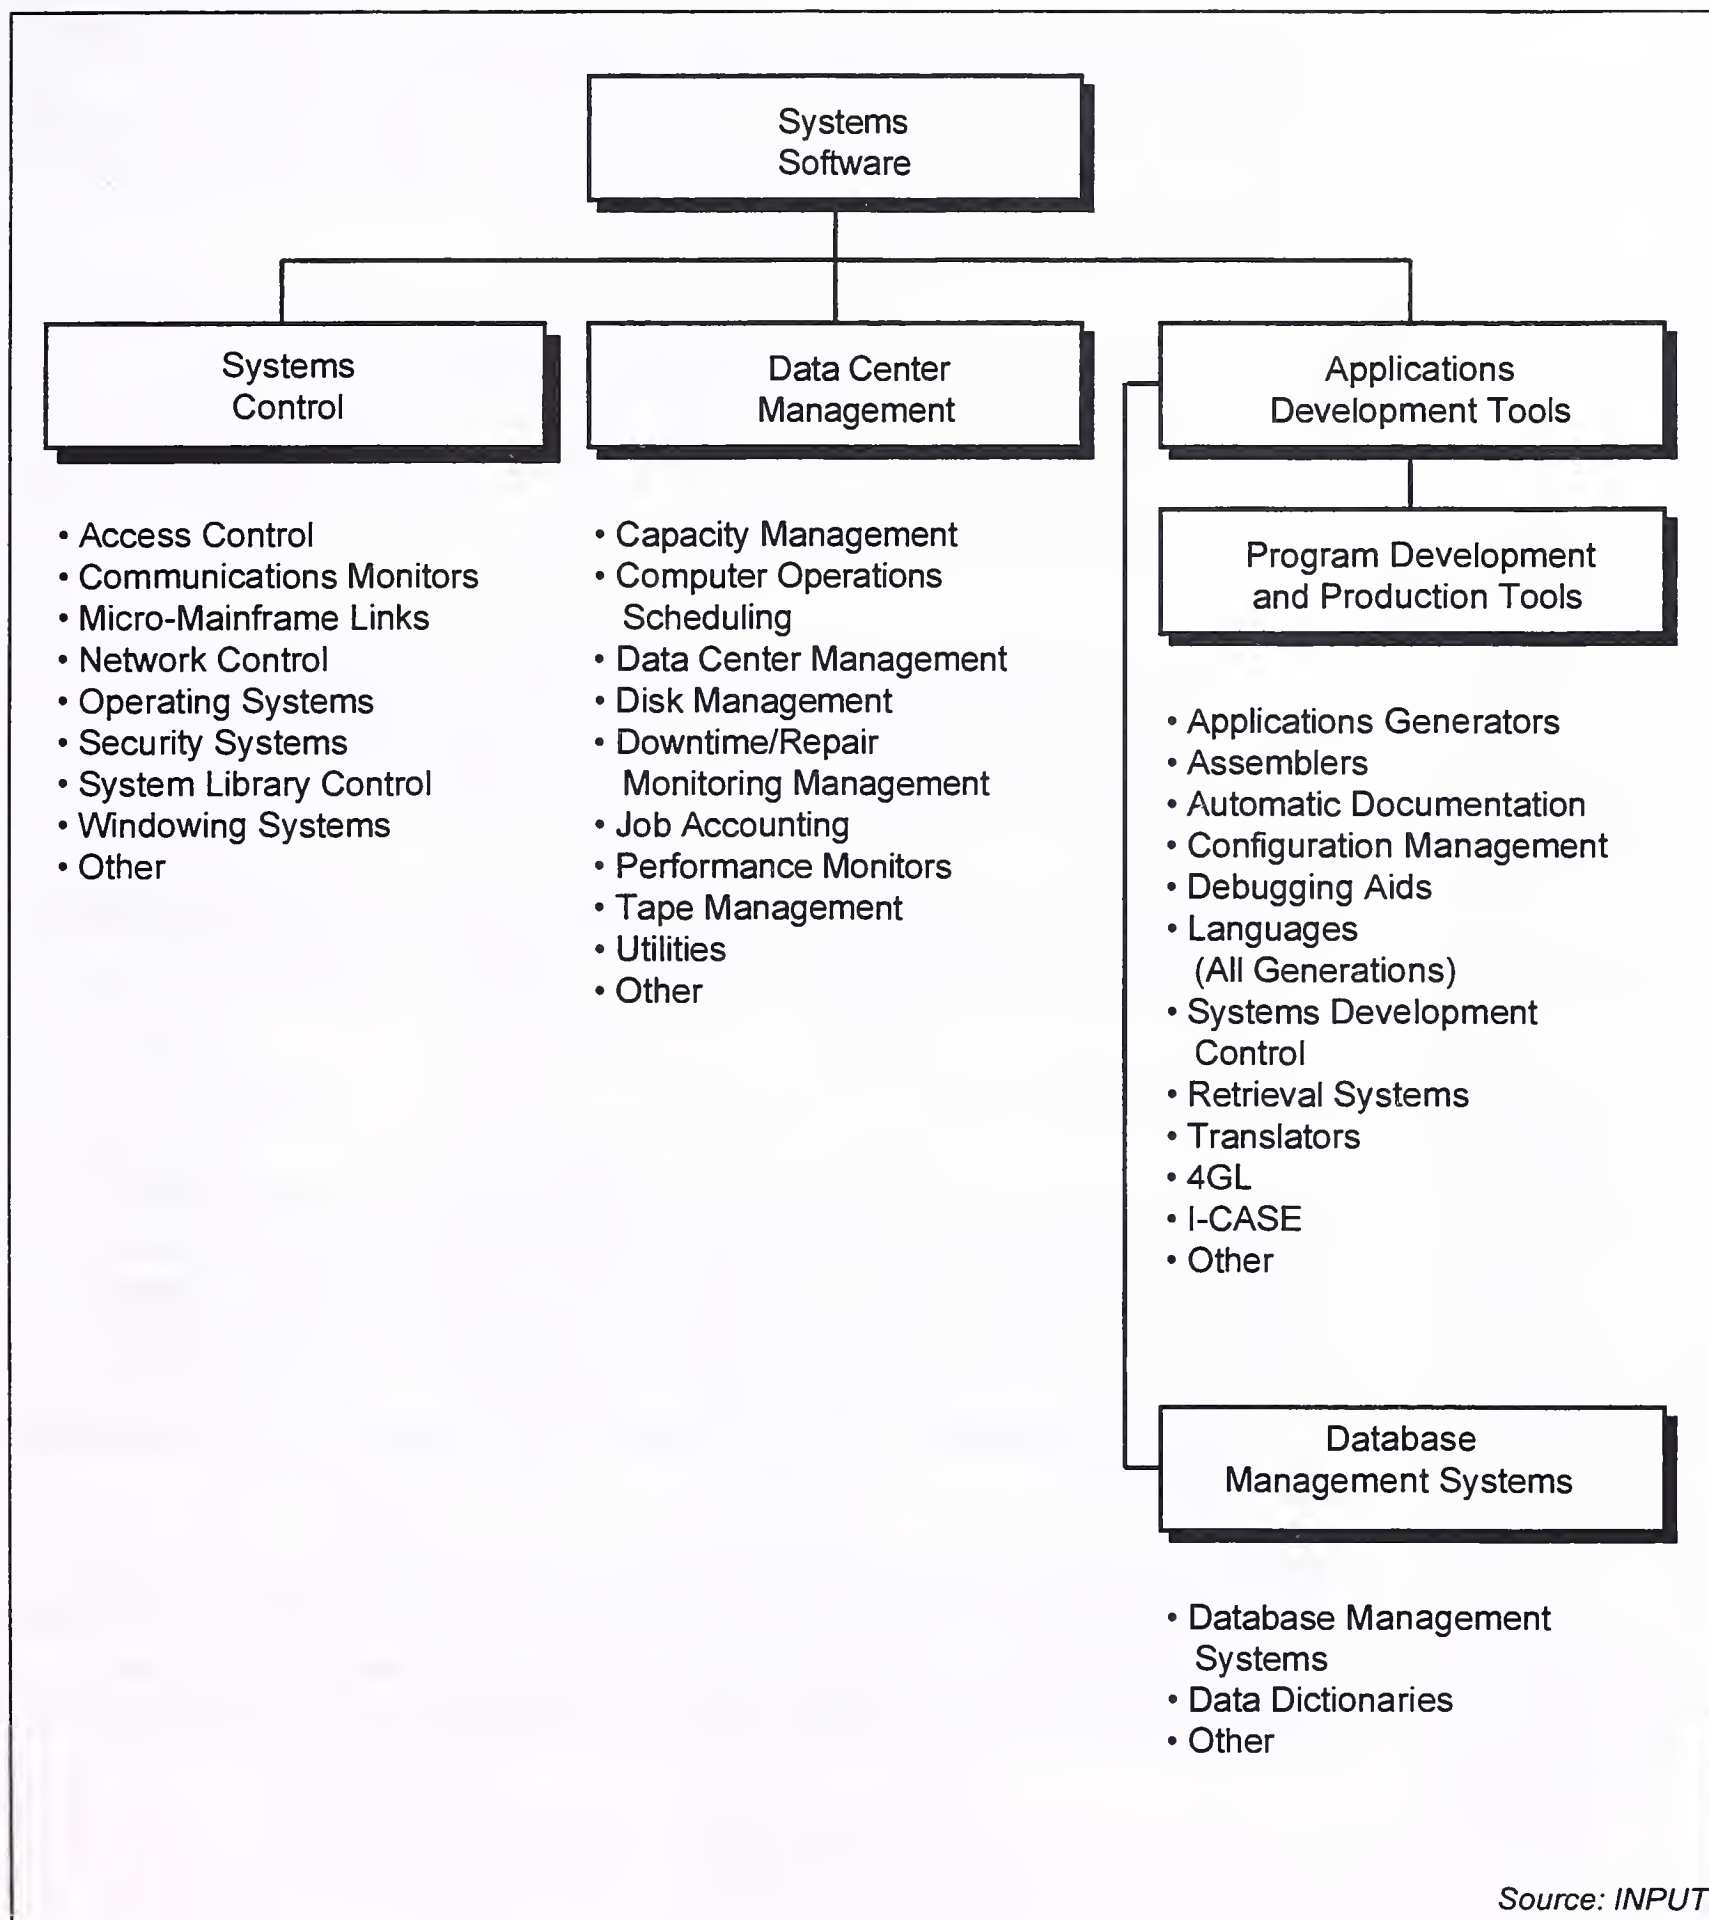 Systems
Software
Systems
Control
• Access Control
• Communications Monitors
• Micro-Mainframe Links
• Network Control
• Operating Systems
• Security Systems
• System Library Control
• Windowing Systems
• Other
Data Center
Management
• Capacity Management
• Computer Operations
Scheduling
• Data Center Management
• Disk Management
• Downtime/Repair
Monitoring Management
• Job Accounting
• Performance Monitors
• Tape Management
• Utilities
• Other
Applications
Development Tools
Program Development
and Production Tools
• Applications Generators
• Assemblers
• Automatic Documentation
• Configuration Management
• Debugging Aids
• Languages
(All Generations)
• Systems Development
Control
• Retrieval Systems
• Translators
• 4GL
• I-CASE
• Other
Database
Management Systems
• Database Management
Systems
• Data Dictionaries
• Other
Source: INPUT